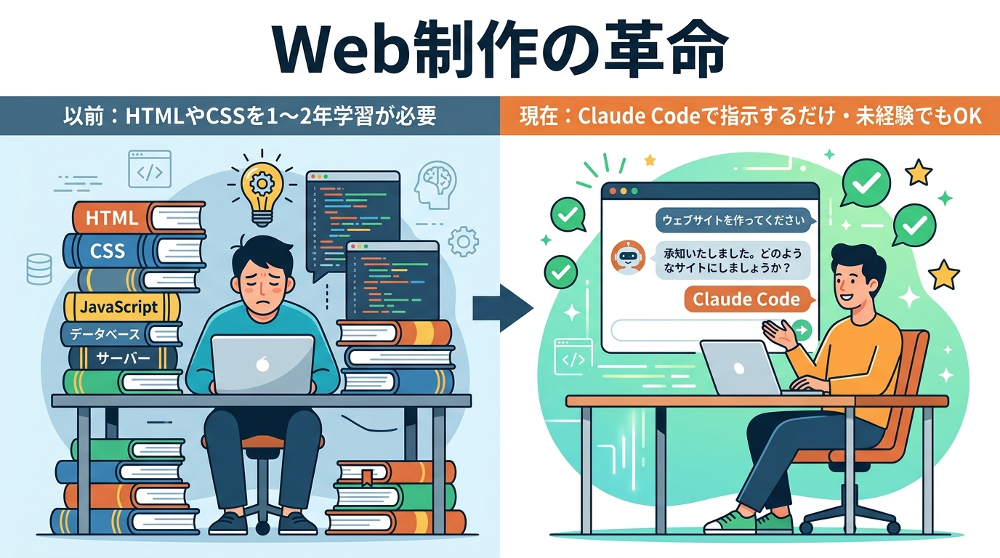 Web制作の革命
以前：HTMLやCSSを1〜2年学習が必要
現在：Claude Codeで指示するだけ・未経験でもOK
HTML
CSS
JavaScript
データベース
サーバー
</>
ウェブサイトを作ってください
承知いたしました。どのよう
なサイトにしましょうか？
Claude Code
</>